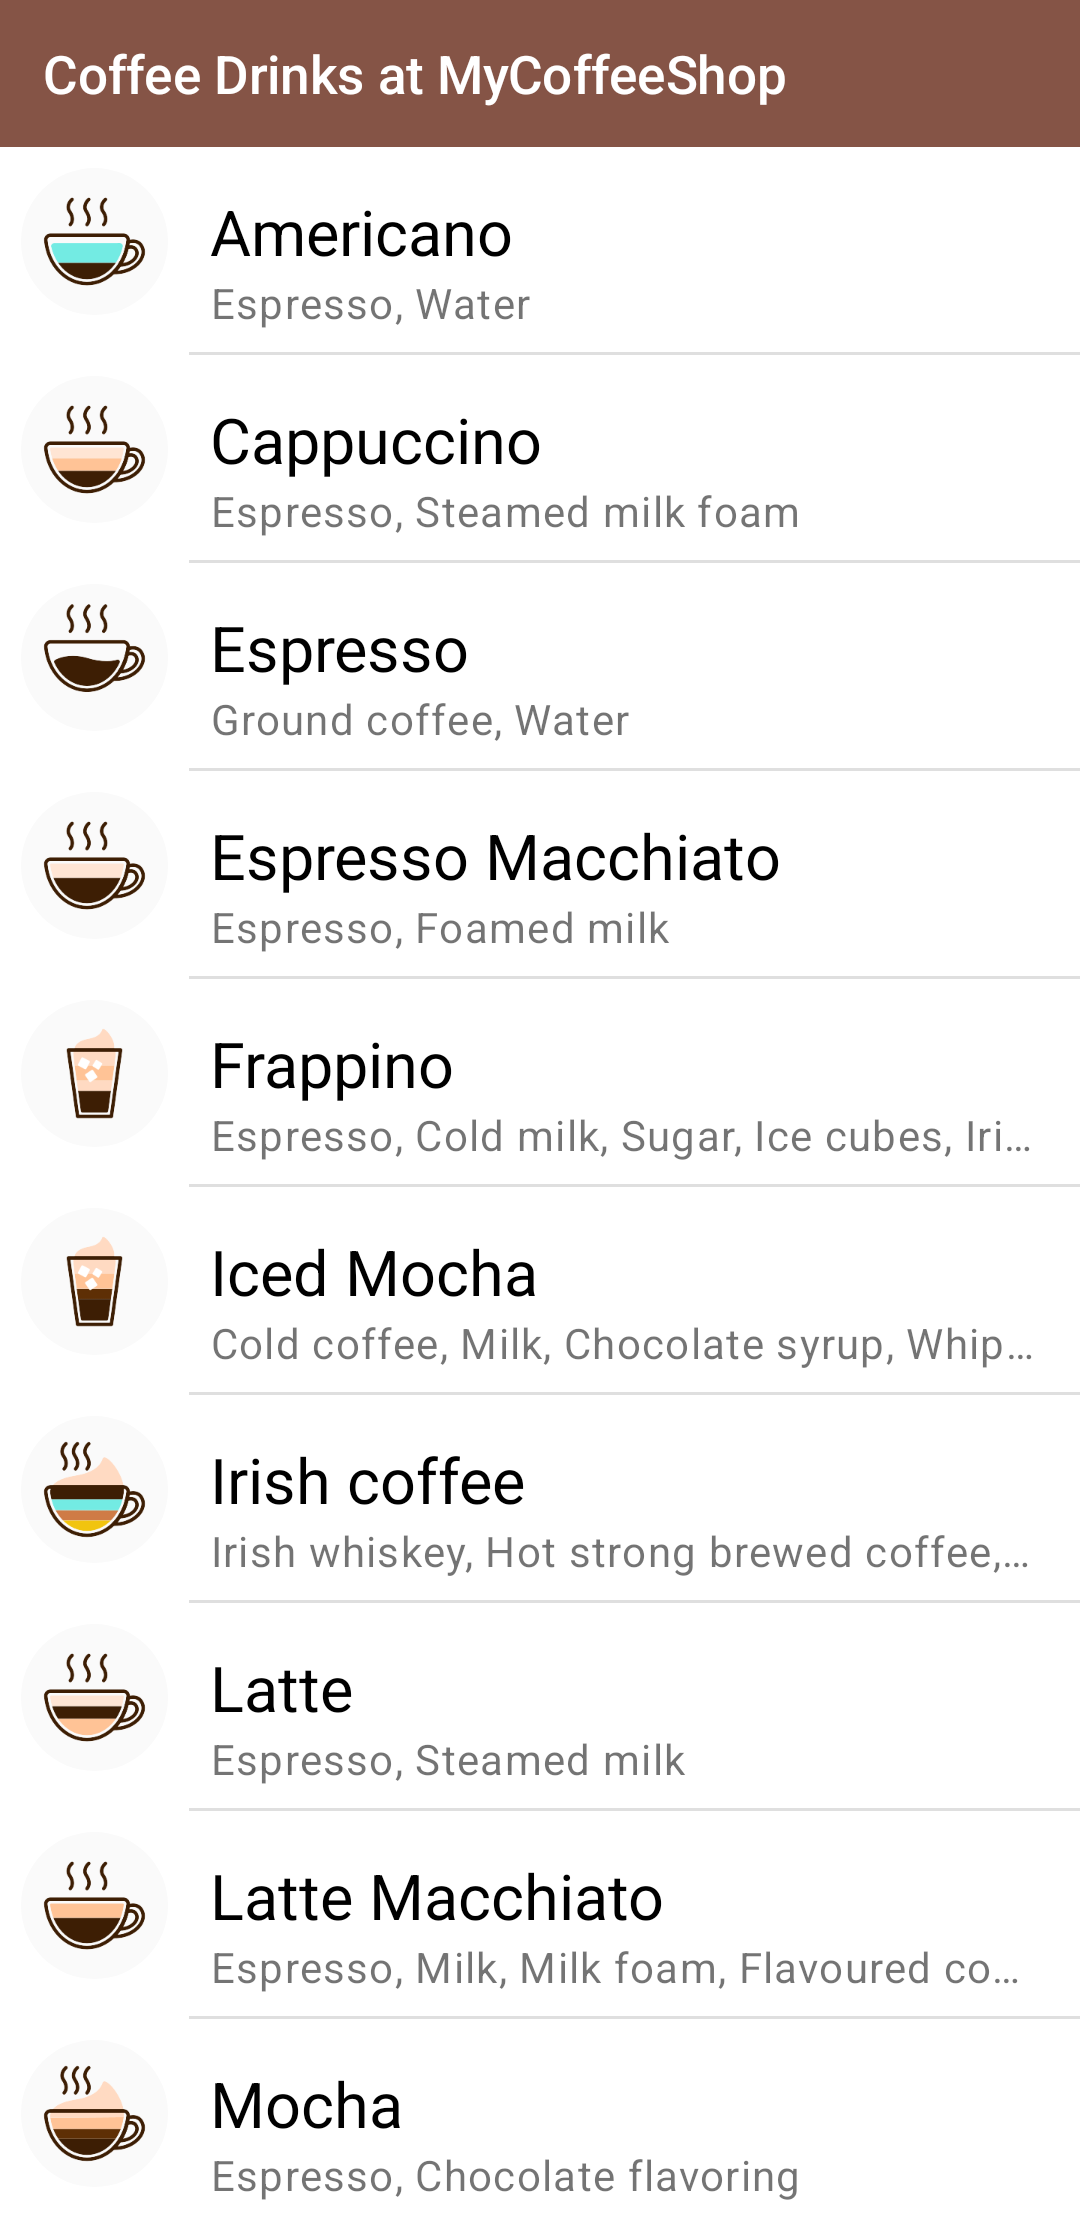 Coffee Drinks at MyCoffeeShop
Americano
Espresso, Water
Cappuccino
Espresso, Steamed milk foam
Espresso
Ground coffee, Water
Espresso Macchiato
Espresso, Foamed milk
Frappino
Espresso, Cold milk, Sugar, Ice cubes, Iri...
Iced Mocha
Cold coffee, Milk, Chocolate syrup, Whip...
Irish coffee
Irish whiskey, Hot strong brewed coffee,...
Latte
Espresso, Steamed milk
Latte Macchiato
Espresso, Milk, Milk foam, Flavoured co...
Mocha
Espresso, Chocolate flavoring